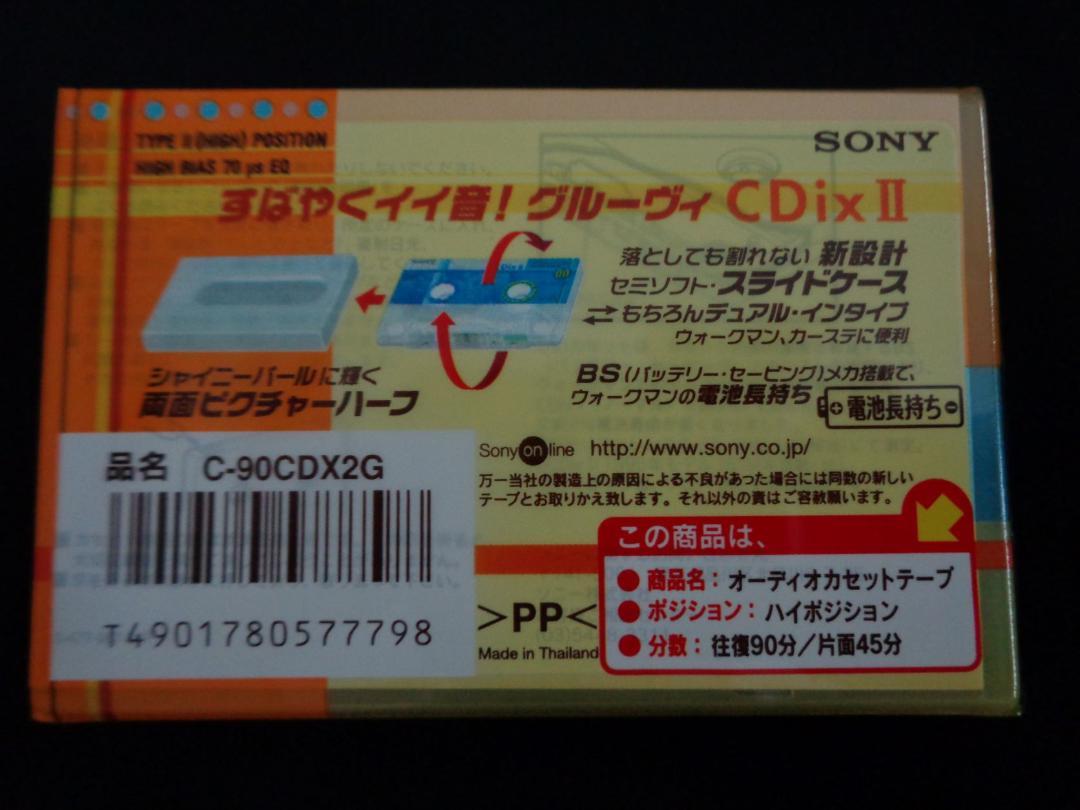 TYPE II (HIGH) POSITION
HIGH BIAS 70 μs EQ
SONY
すばやくイイ音! グルーヴィ CDixⅡ
落としても割れない 新設計
セミソフト・スライドケース
⇄もちろんデュアル・インタイプ
ウォークマン、カーステに便利
シャイニーパールに輝く
両面ピクチャーハーフ
BS(バッテリー・セービング)メカ搭載で、
ウォークマンの電池長持ち
+電池長持ち-
品名 C-90CDX2G
T4901780577798
Sony on line http://www.sony.co.jp/
万一当社の製造上の原因による不良があった場合には同数の新しい
テープとお取りかえ致します。それ以外の責はご容赦願います。
>PP<
Made in Thailand
この商品は、
●商品名:オーディオカセットテープ
●ポジション:ハイポジション
●分数:往復90分/片面45分